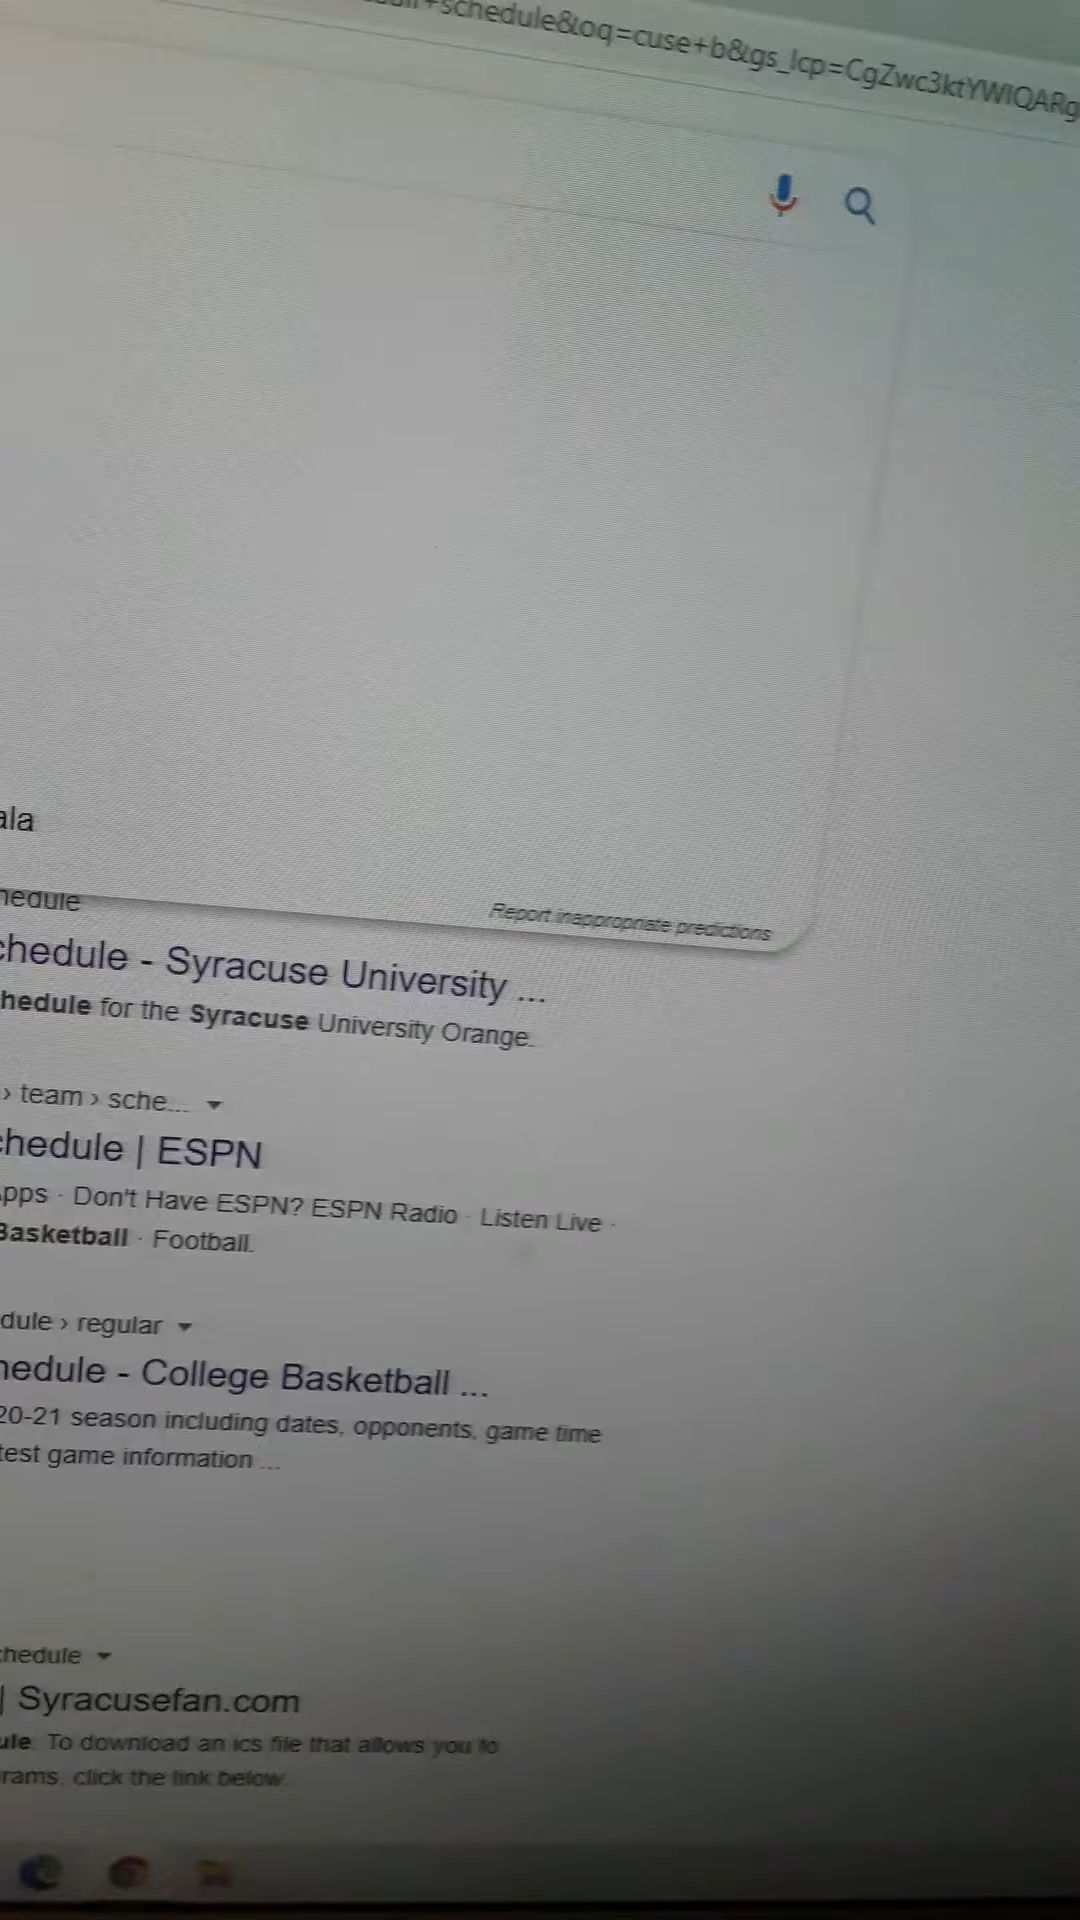 schedule&oq=cuse+b&gs_lcp=CgZwc3ktYWIQARg
ala
hedule
Report inappropriate predictions
chedule - Syracuse University ...
hedule for the Syracuse University Orange.
› team › sche...
chedule | ESPN
Apps · Don't Have ESPN? ESPN Radio · Listen Live ·
Basketball · Football.
dule › regular
hedule - College Basketball ...
20-21 season including dates, opponents, game time
test game information ...
chedule
| Syracusefan.com
ule. To download an ics file that allows you to
rams, click the link below.